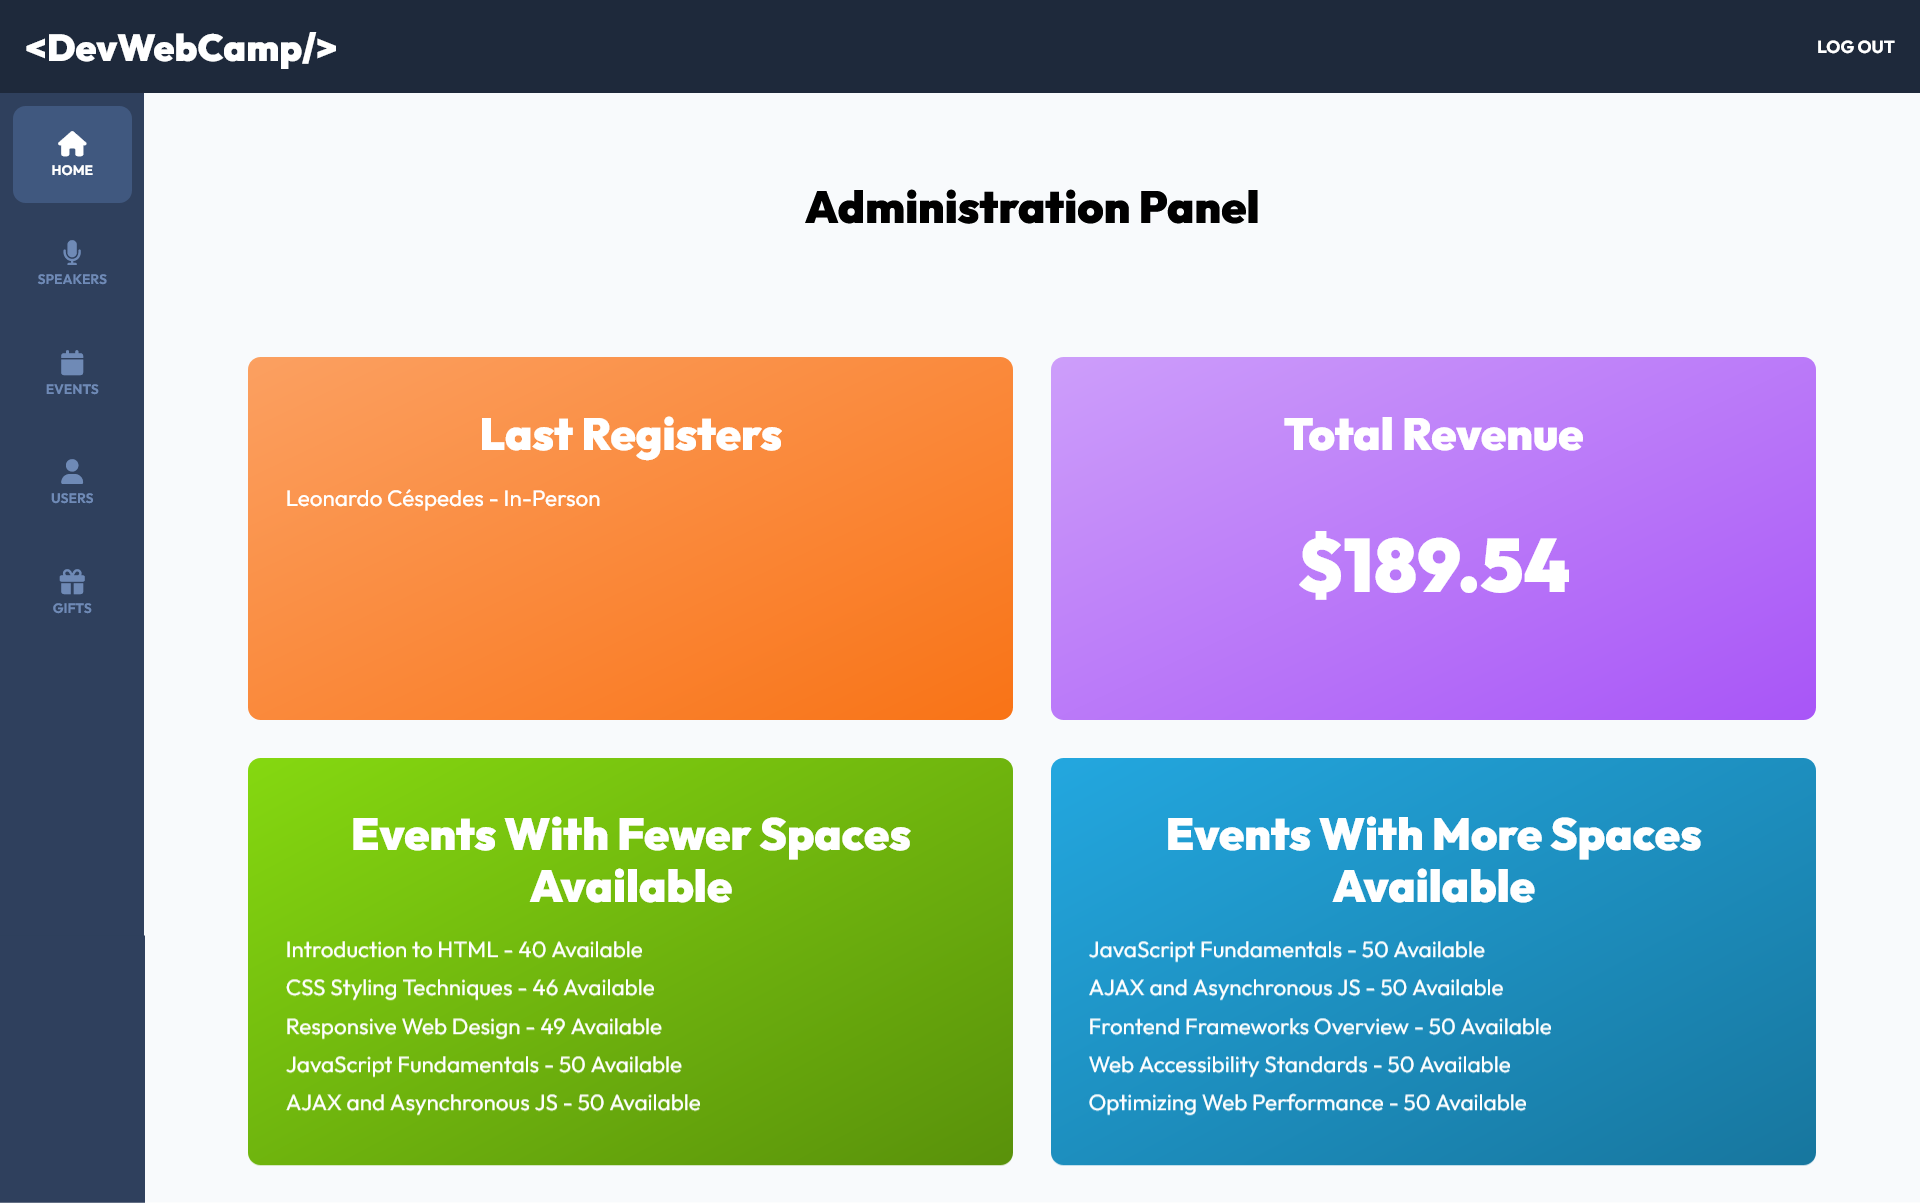 <DevWebCamp/>
LOG OUT
HOME
SPEAKERS
EVENTS
USERS
GIFTS
Administration Panel
Last Registers
Leonardo Céspedes - In-Person
Total Revenue
$189.54
Events With Fewer Spaces
Available
Introduction to HTML - 40 Available
CSS Styling Techniques - 46 Available
Responsive Web Design - 49 Available
JavaScript Fundamentals - 50 Available
AJAX and Asynchronous JS - 50 Available
Events With More Spaces
Available
JavaScript Fundamentals - 50 Available
AJAX and Asynchronous JS - 50 Available
Frontend Frameworks Overview - 50 Available
Web Accessibility Standards - 50 Available
Optimizing Web Performance - 50 Available